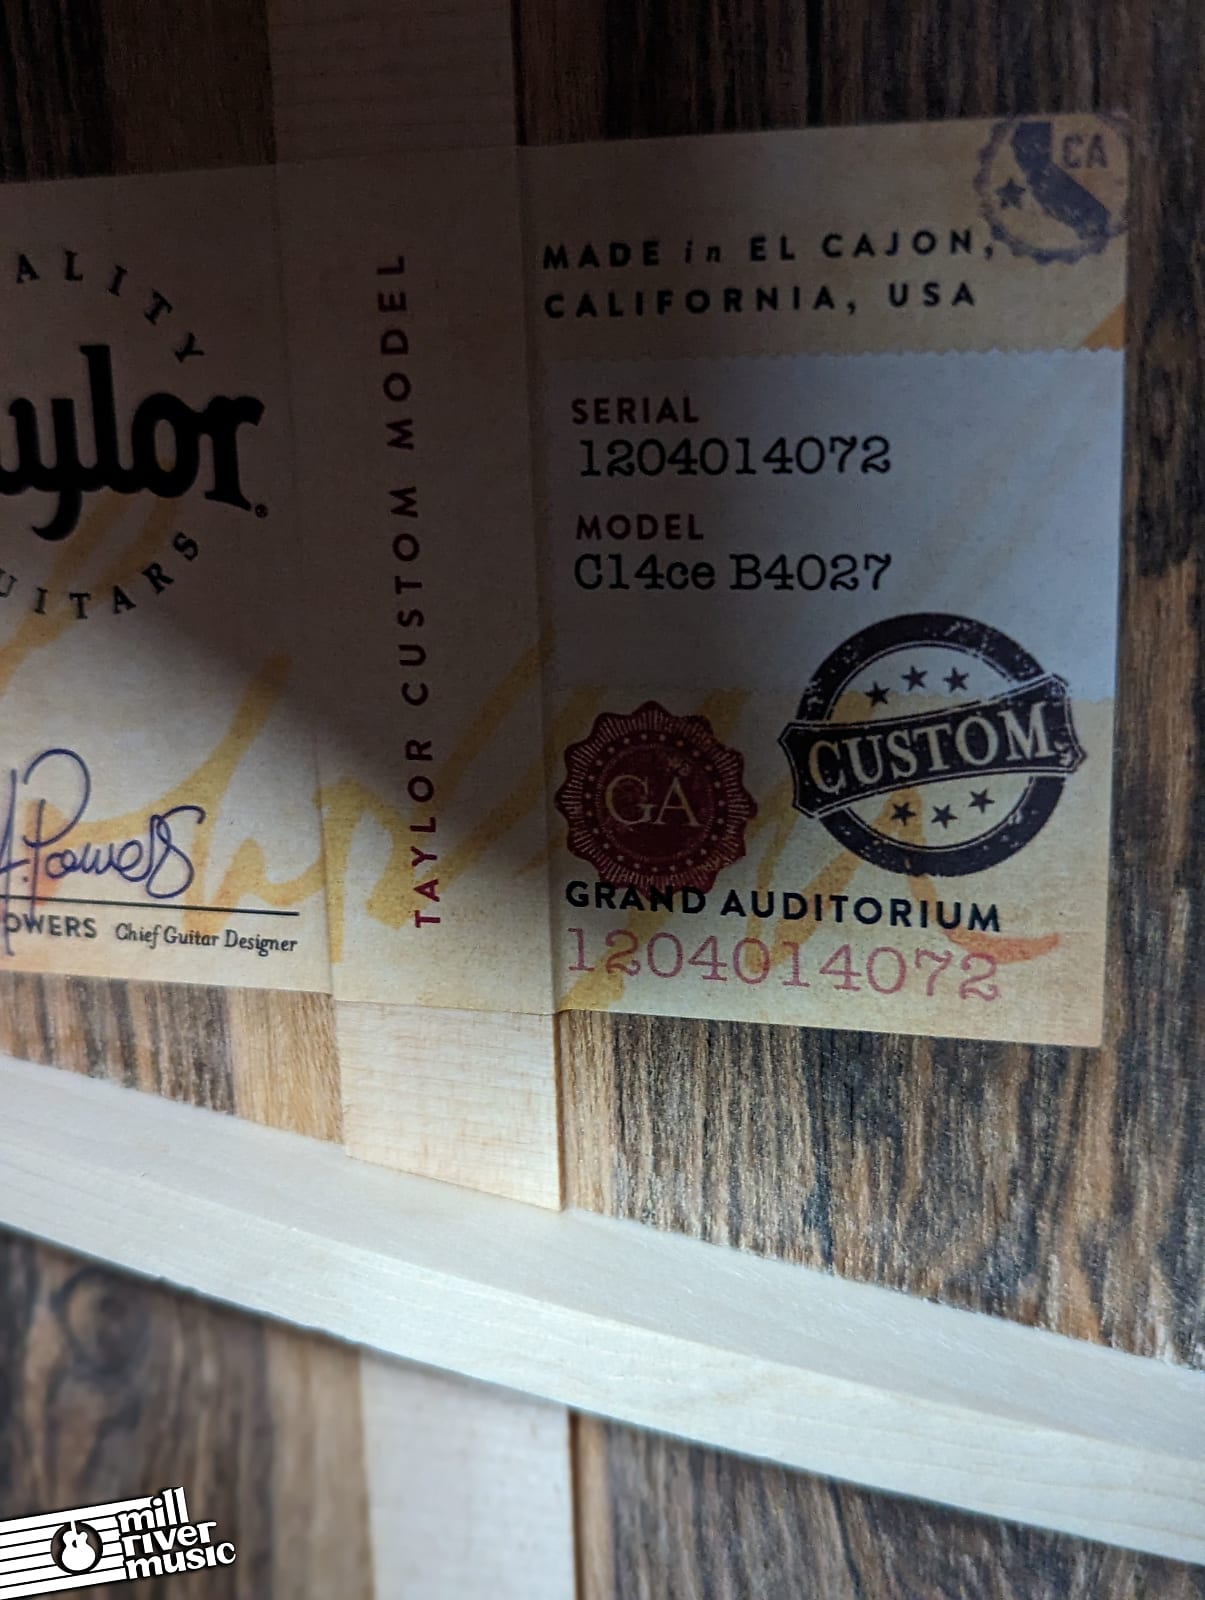 CA
MADE in EL CAJON,
CALIFORNIA, USA
ALITY
aylor®
UITARS
TAYLOR CUSTOM MODEL
SERIAL
1204014072
MODEL
C14ce B4027
CUSTOM
GA
GRAND AUDITORIUM
1204014072
A.Powers
OWERS Chief Guitar Designer
mill
river
music